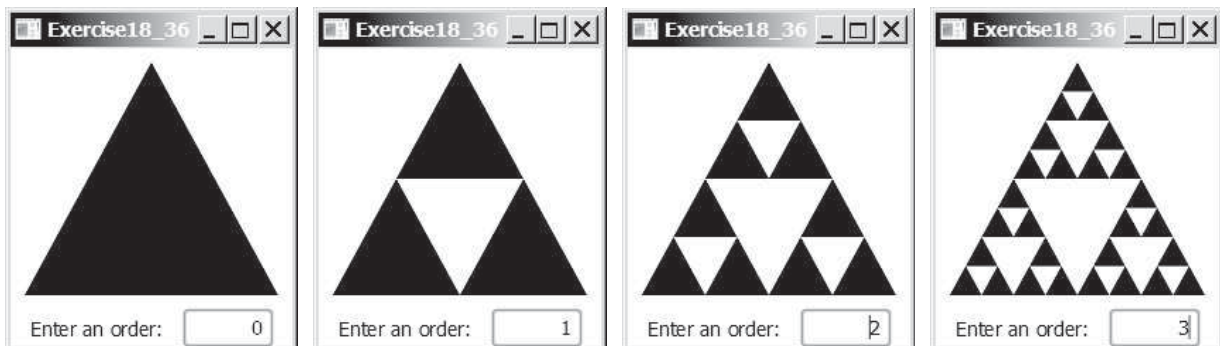 Exercise18_36
Enter an order: 0
Exercise18_36
Enter an order: 1
Exercise18_36
Enter an order: 2
Exercise18_36
Enter an order: 3